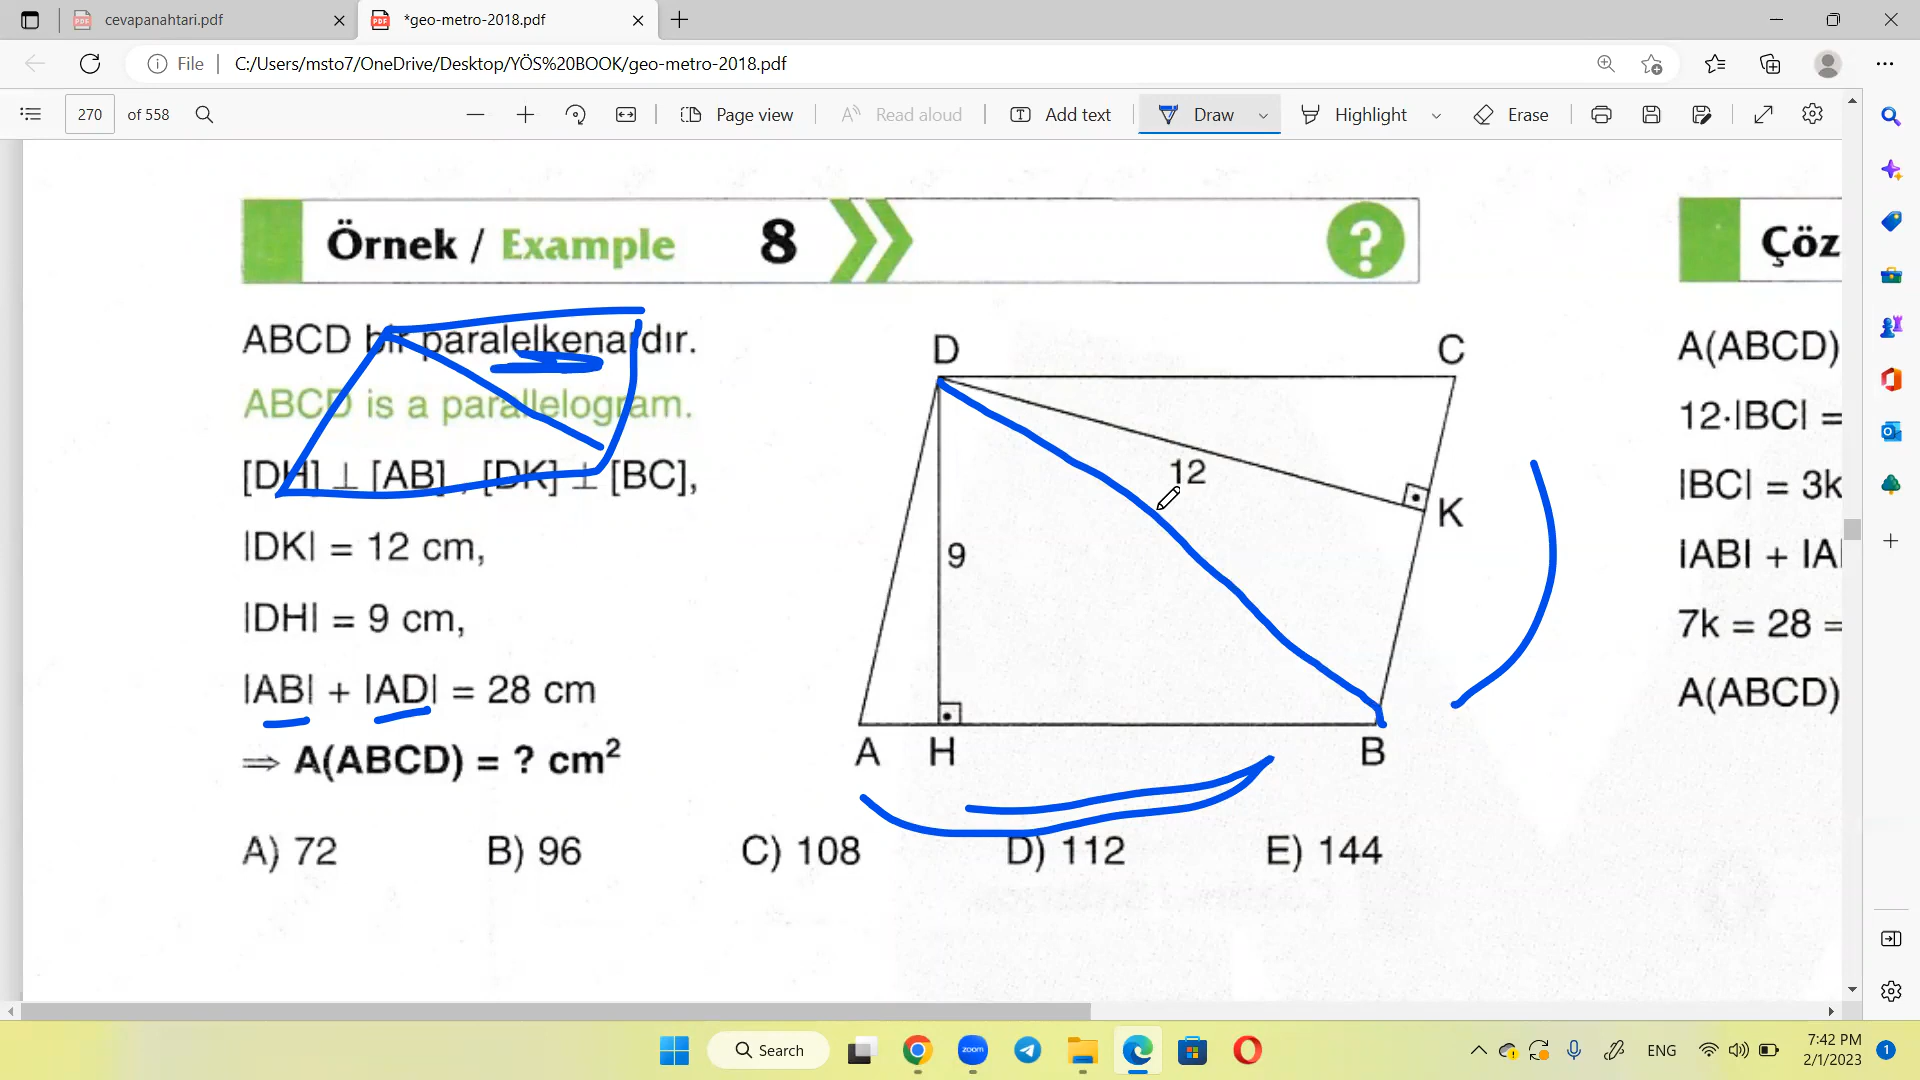 cevapanahtari.pdf
*geo-metro-2018.pdf
File
C:/Users/msto7/OneDrive/Desktop/YÖS%20BOOK/geo-metro-2018.pdf
270 of 558
Page view
Read aloud
Add text
Draw
Highlight
Erase
Örnek / Example 8
?
Çöz
ABCD bir paralelkenardır.
ABCD is a parallelogram.
[DH] ⊥ [AB] , [DK] ⊥ [BC],
|DK| = 12 cm,
|DH| = 9 cm,
|AB| + |AD| = 28 cm
⇒ A(ABCD) = ? cm²
D
C
12
K
9
A
H
B
A) 72
B) 96
C) 108
D) 112
E) 144
A(ABCD)
12·|BC| =
|BC| = 3k
|AB| + |A
7k = 28 =
A(ABCD)
Search
zoom
ENG
7:42 PM
2/1/2023
1